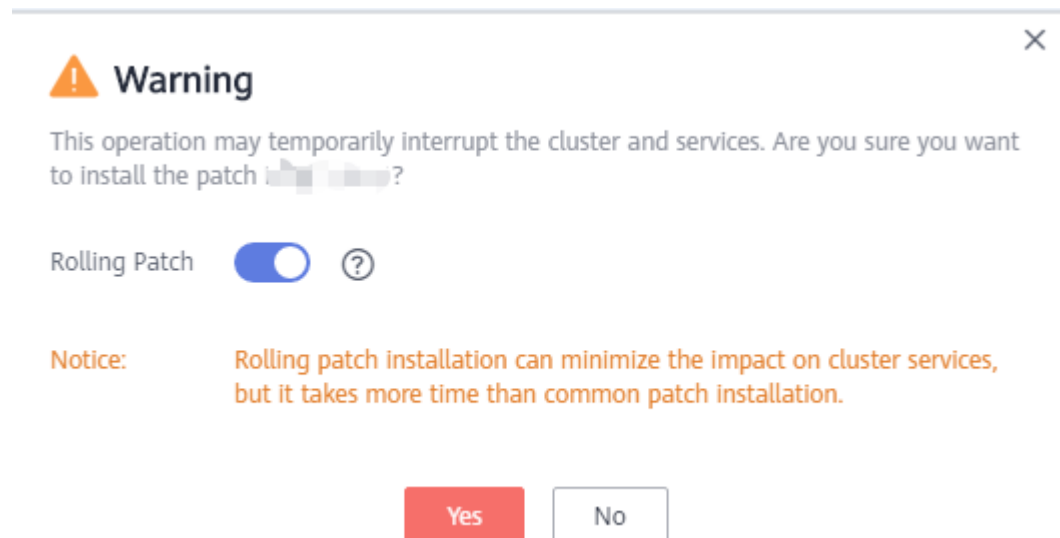 Warning
This operation may temporarily interrupt the cluster and services. Are you sure you want
to install the patch ?
Rolling Patch
Notice:
Rolling patch installation can minimize the impact on cluster services,
but it takes more time than common patch installation.
Yes
No